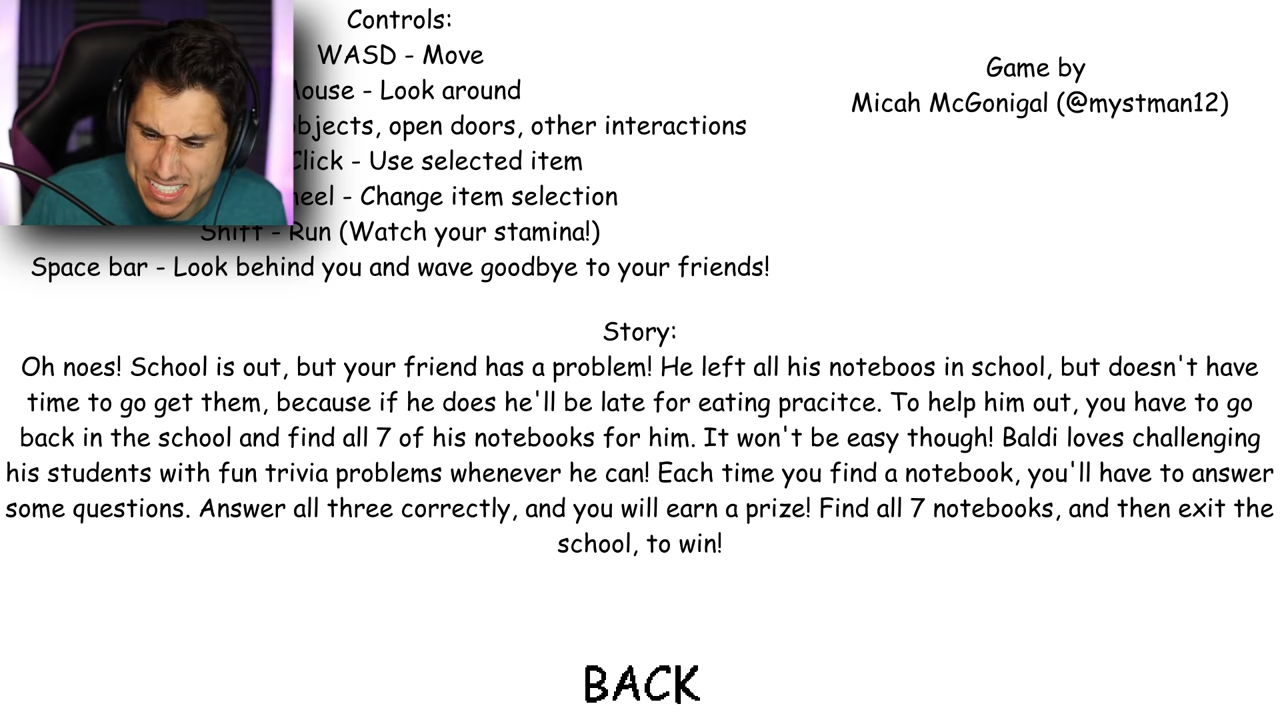 Controls:
WASD - Move
- Look around
objects, open doors, other interactions
Click - Use selected item
- Change item selection
Shift - Run (Watch your stamina!)
Space bar - Look behind you and wave goodbye to your friends!
Game by
Micah McGonigal (@mystman12)
Story:
Oh noes! School is out, but your friend has a problem! He left all his noteboos in school, but doesn't have
time to go get them, because if he does he'll be late for eating pracitce. To help him out, you have to go
back in the school and find all 7 of his notebooks for him. It won't be easy though! Baldi loves challenging
his students with fun trivia problems whenever he can! Each time you find a notebook, you'll have to answer
some questions. Answer all three correctly, and you will earn a prize! Find all 7 notebooks, and then exit the
school, to win!
BACK